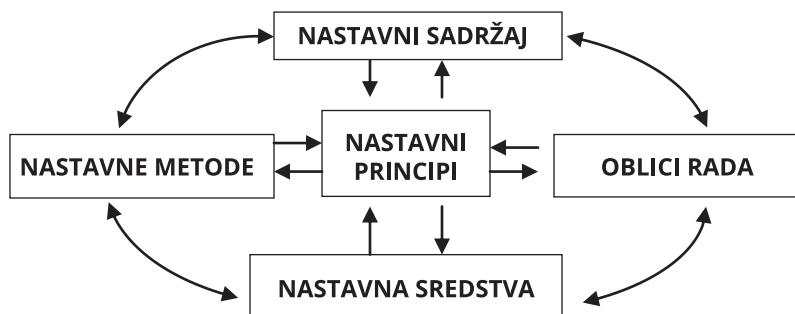 NASTAVNI SADRŽAJ
NASTAVNE METODE
NASTAVNI
PRINCIPI
OBLICI RADA
NASTAVNA SREDSTVA